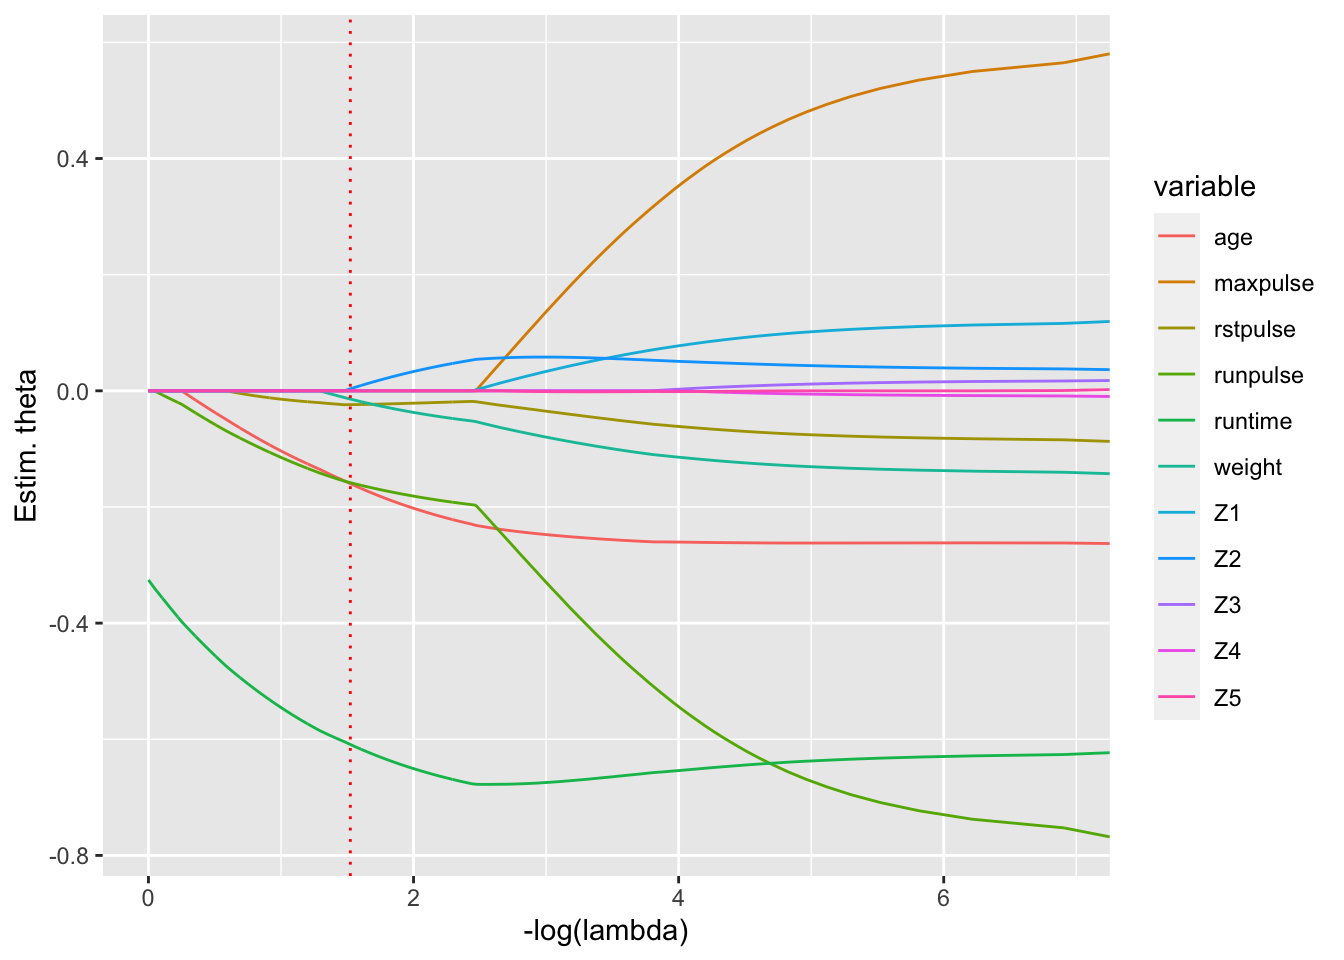 Estim. theta
0.4
0.0
-0.4
-0.8
0 2 4 6
-log(lambda)
variable
age
maxpulse
rstpulse
runpulse
runtime
weight
Z1
Z2
Z3
Z4
Z5